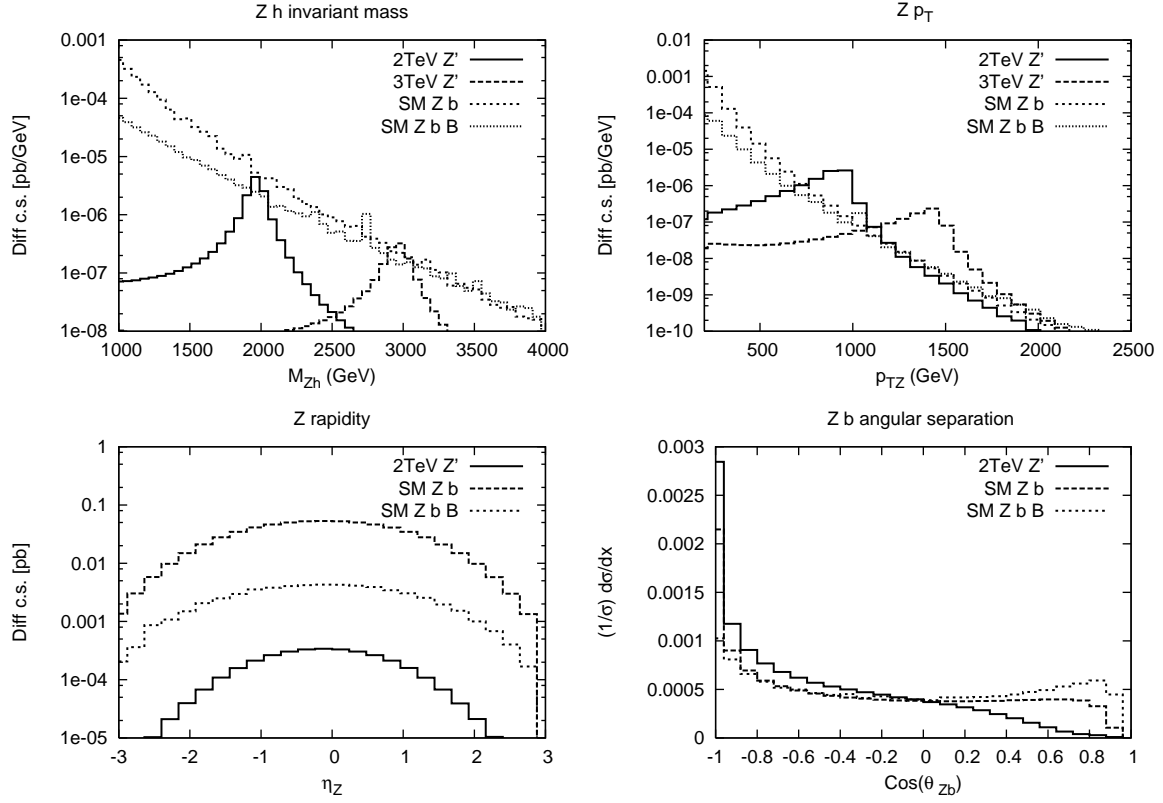 Z h invariant mass
Diff c.s. [pb/GeV]
0.001
1e-04
1e-05
1e-06
1e-07
1e-08
2TeV Z'
3TeV Z'
SM Z b
SM Z b B
1000 1500 2000 2500 3000 3500 4000
M_Zh (GeV)
Z p_T
Diff c.s. [pb/GeV]
0.01
0.001
1e-04
1e-05
1e-06
1e-07
1e-08
1e-09
1e-10
2TeV Z'
3TeV Z'
SM Z b
SM Z b B
500 1000 1500 2000 2500
p_TZ (GeV)
Z rapidity
Diff c.s. [pb]
1
0.1
0.01
0.001
1e-04
1e-05
2TeV Z'
SM Z b
SM Z b B
-3 -2 -1 0 1 2 3
η_Z
Z b angular separation
(1/σ) dσ/dx
0.003
0.0025
0.002
0.0015
0.001
0.0005
0
2TeV Z'
SM Z b
SM Z b B
-1 -0.8 -0.6 -0.4 -0.2 0 0.2 0.4 0.6 0.8 1
Cos(θ_Zb)